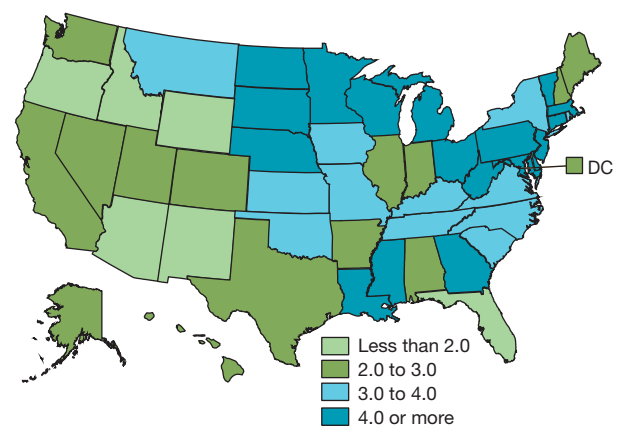 DC
Less than 2.0
2.0 to 3.0
3.0 to 4.0
4.0 or more